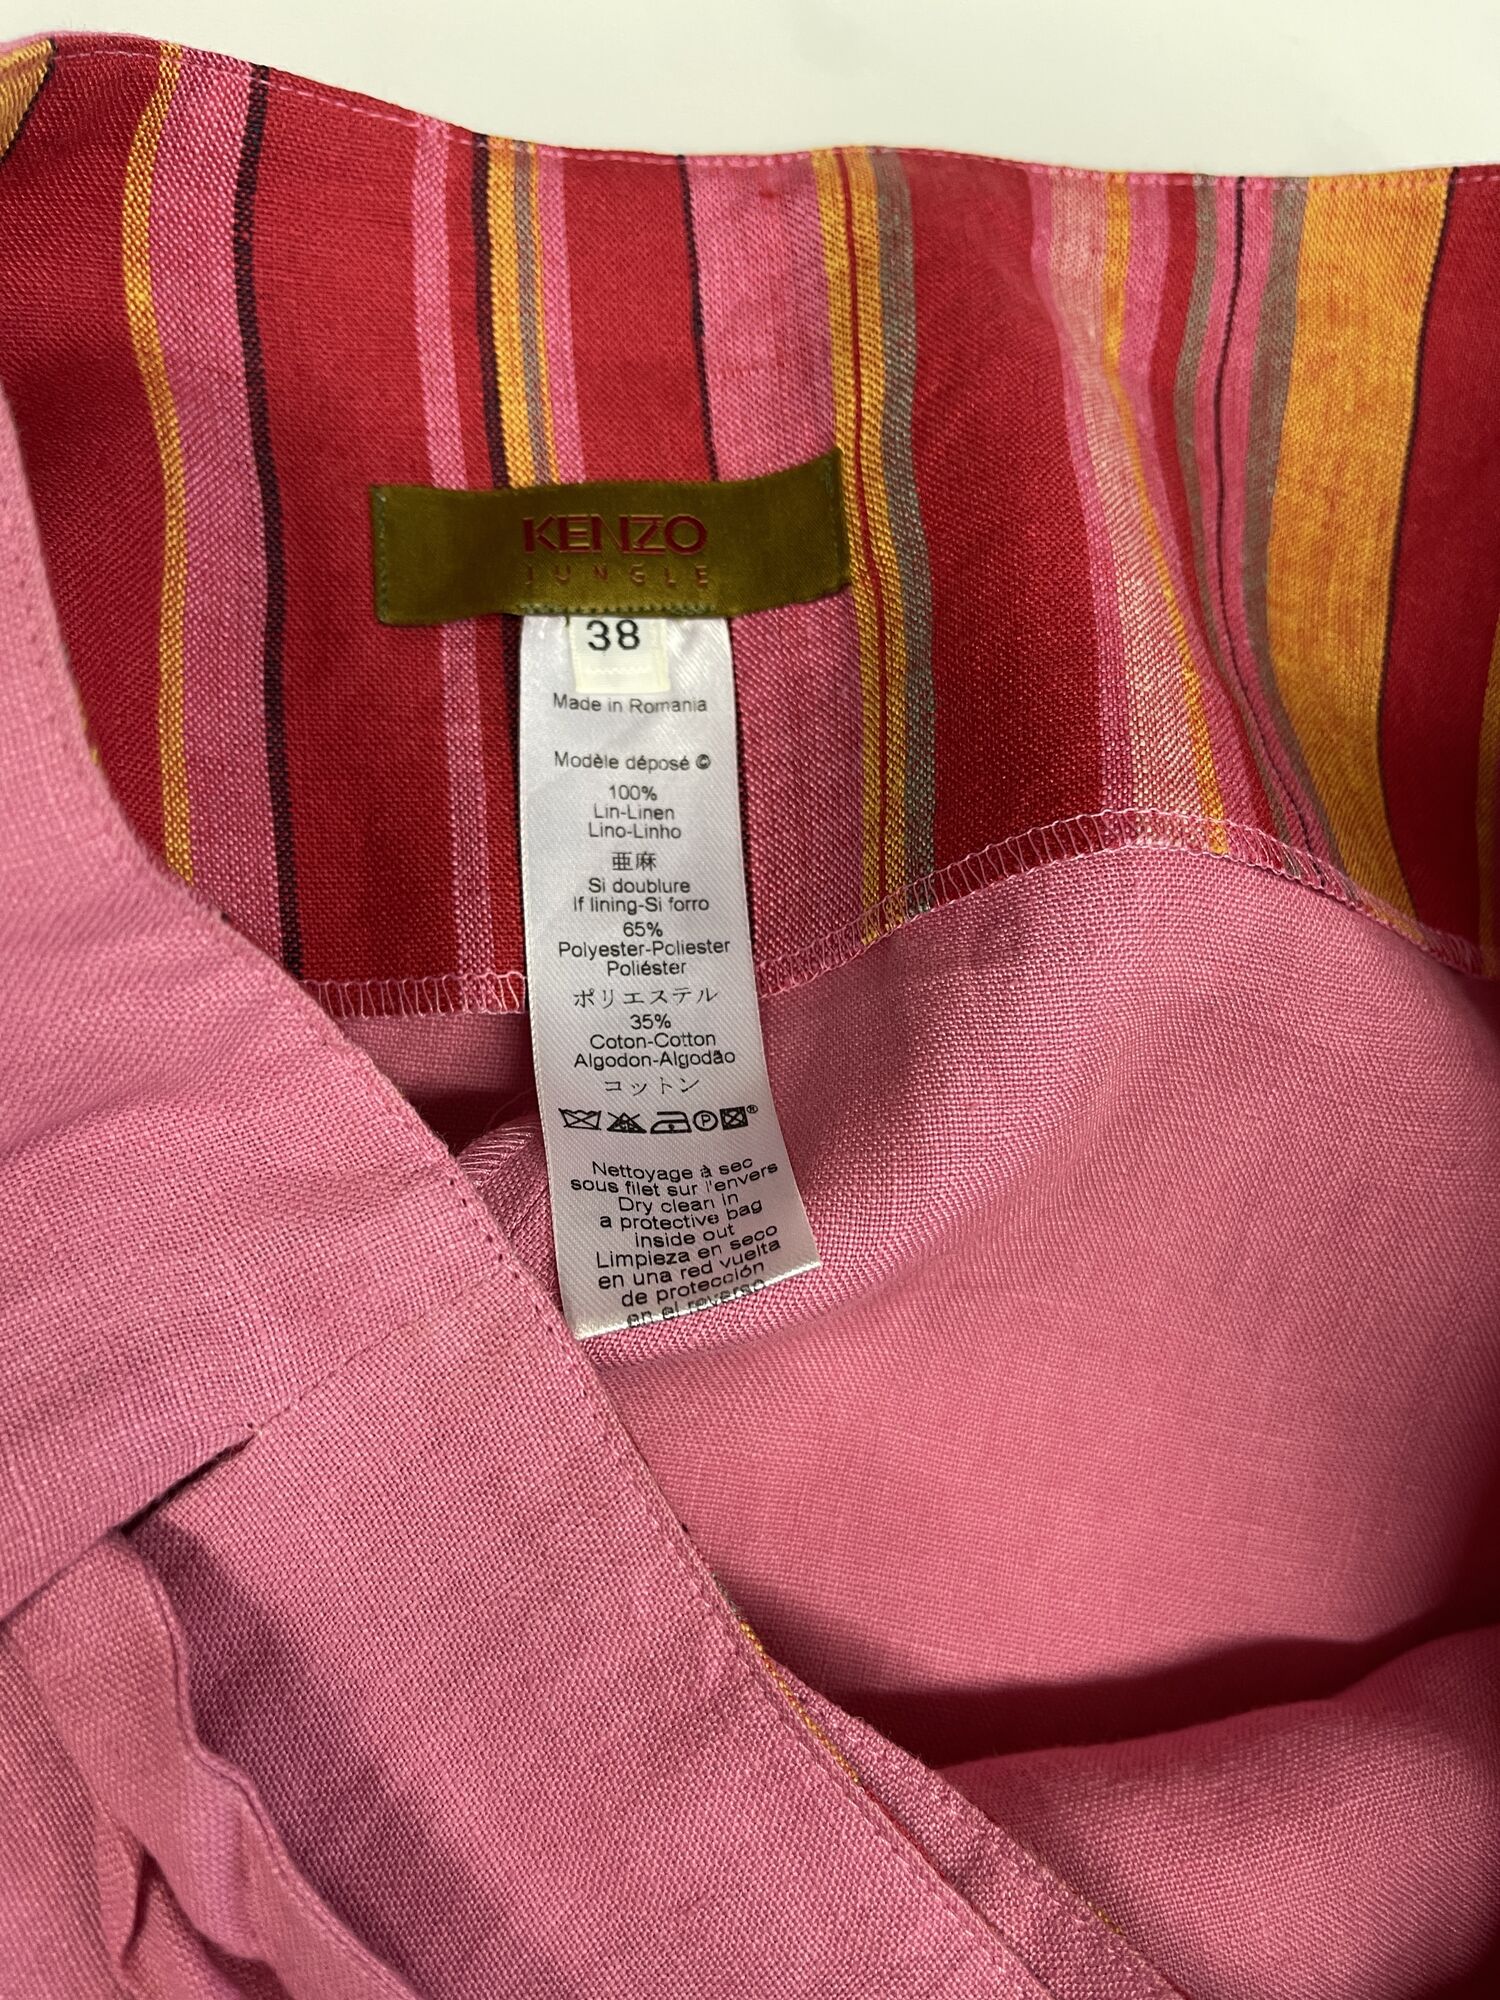 KENZO
JUNGLE
38
Made in Romania
Modèle déposé ©
100%
Lin-Linen
Lino-Linho
亜麻
Si doublure
If lining-Si forro
65%
Polyester-Poliester
Poliéster
ポリエステル
35%
Coton-Cotton
Algodon-Algodão
コットン
Nettoyage à sec
sous filet sur l'envers
Dry clean in
a protective bag
inside out
Limpieza en seco
en una red vuelta
de protección
en el reverso